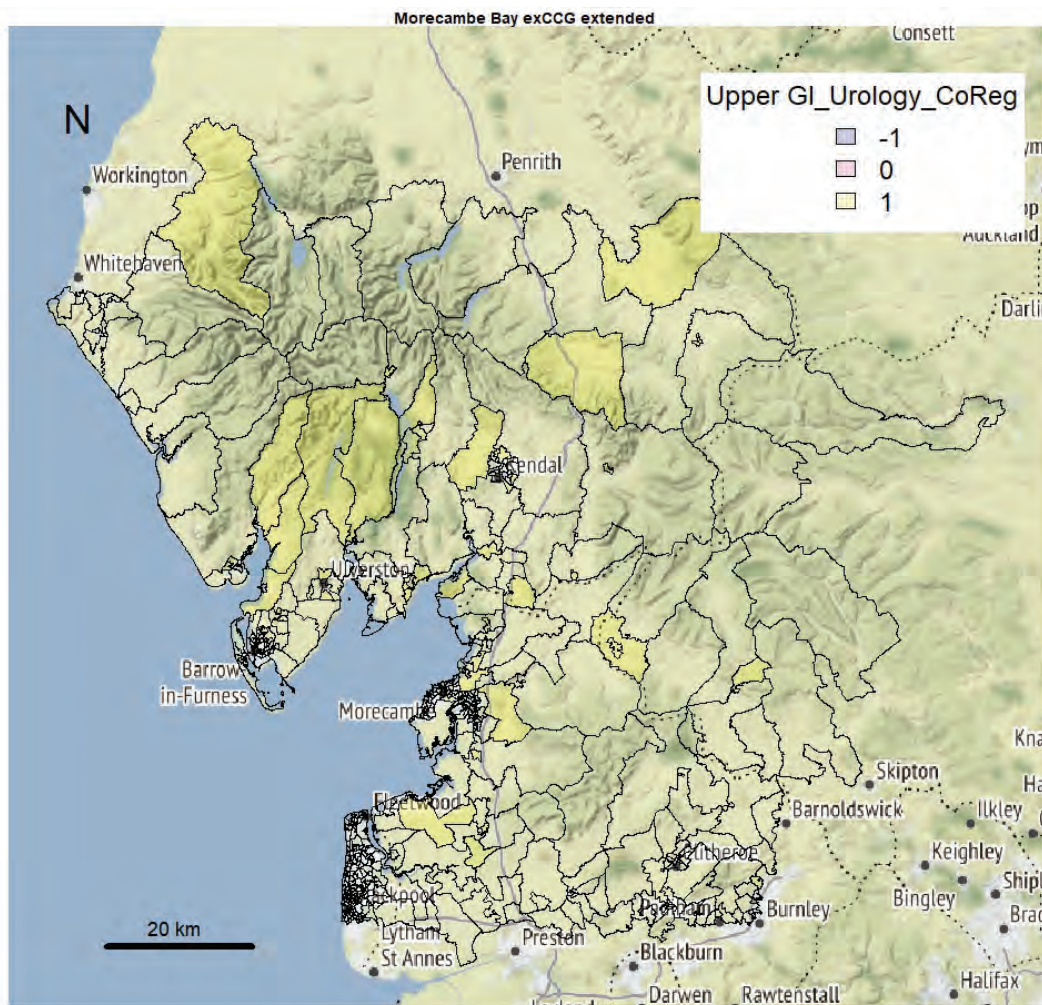 Morecambe Bay exCCG extended
Consett
Upper GI_Urology_CoReg
-1
0
1
N
Penrith
Workington
Auckland
Whitehaven
Kendal
Ulverston
Barrow
in-Furness
Morecambe
Skipton
Fleetwood
Barnoldswick
Ilkley
Keighley
Bingley
Burnley
20 km
Lytham
St Annes
Preston
Blackburn
Halifax
Darwen
Rawtenstall